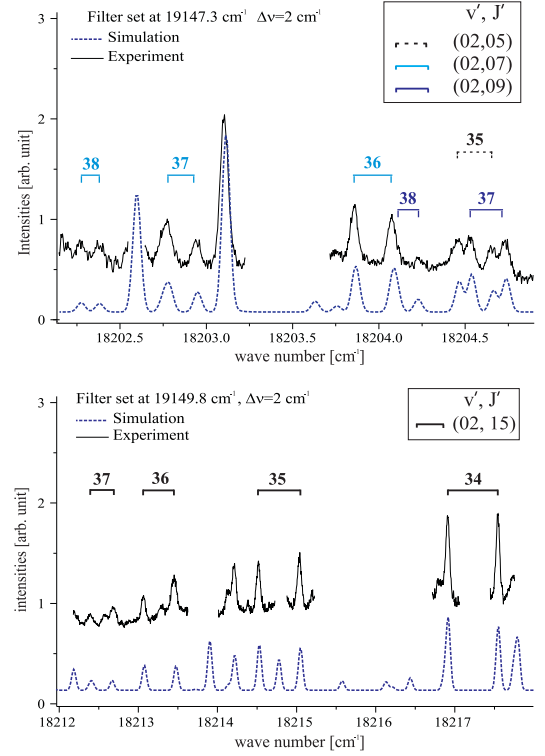 Filter set at 19147.3 cm⁻¹ Δν=2 cm⁻¹
Simulation
Experiment
v', J'
(02,05)
(02,07)
(02,09)
38
37
36
38
35
37
Intensities [arb. unit]
3
2
1
0
18202.5
18203.0
18203.5
18204.0
18204.5
wave number [cm⁻¹]
Filter set at 19149.8 cm⁻¹, Δν=2 cm⁻¹
Simulation
Experiment
v', J'
(02, 15)
37
36
35
34
intensities [arb. unit]
3
2
1
0
18212
18213
18214
18215
18216
18217
wave number [cm⁻¹]